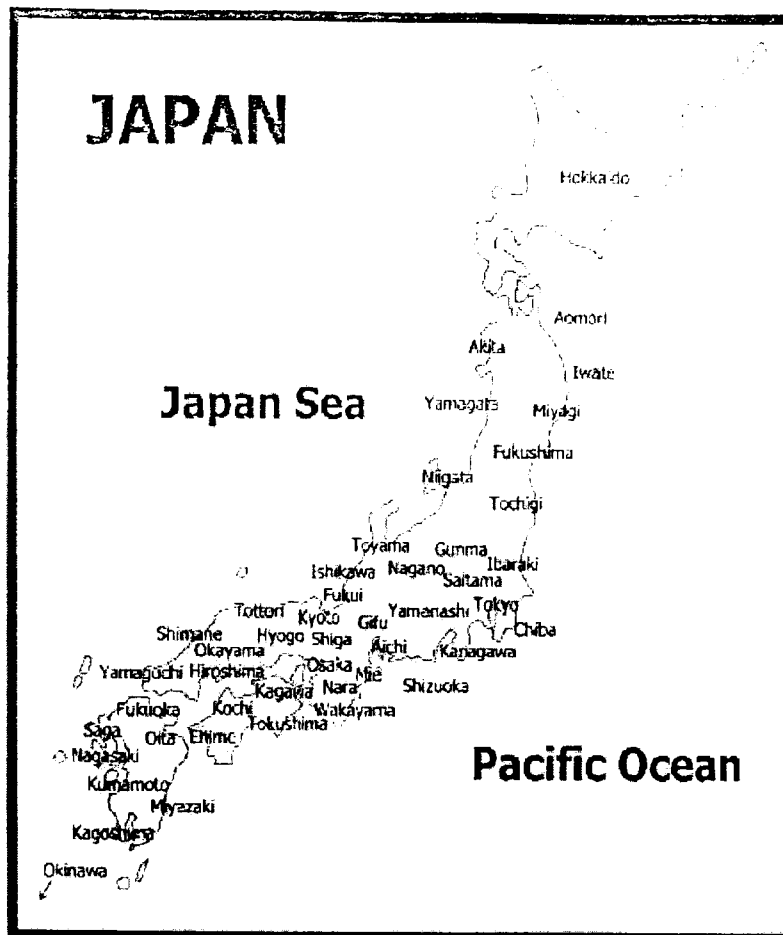 JAPAN
Hokkaido
Aomori
Akita
Iwate
Japan Sea
Yamagata
Miyagi
Fukushima
Niigata
Tochigi
Toyama
Gunma
Ishikawa
Nagano
Ibaraki
Saitama
Fukui
Tottori
Kyoto
Gifu
Yamanashi
Tokyo
Shimane
Hyogo
Shiga
Chiba
Okayama
Aichi
Kanagawa
Yamaguchi
Hiroshima
Osaka
Mie
Kagawa
Nara
Shizuoka
Fukuoka
Kochi
Wakayama
Tokushima
Saga
Oita
Ehime
Nagasaki
Pacific Ocean
Kumamoto
Miyazaki
Kagoshima
Okinawa